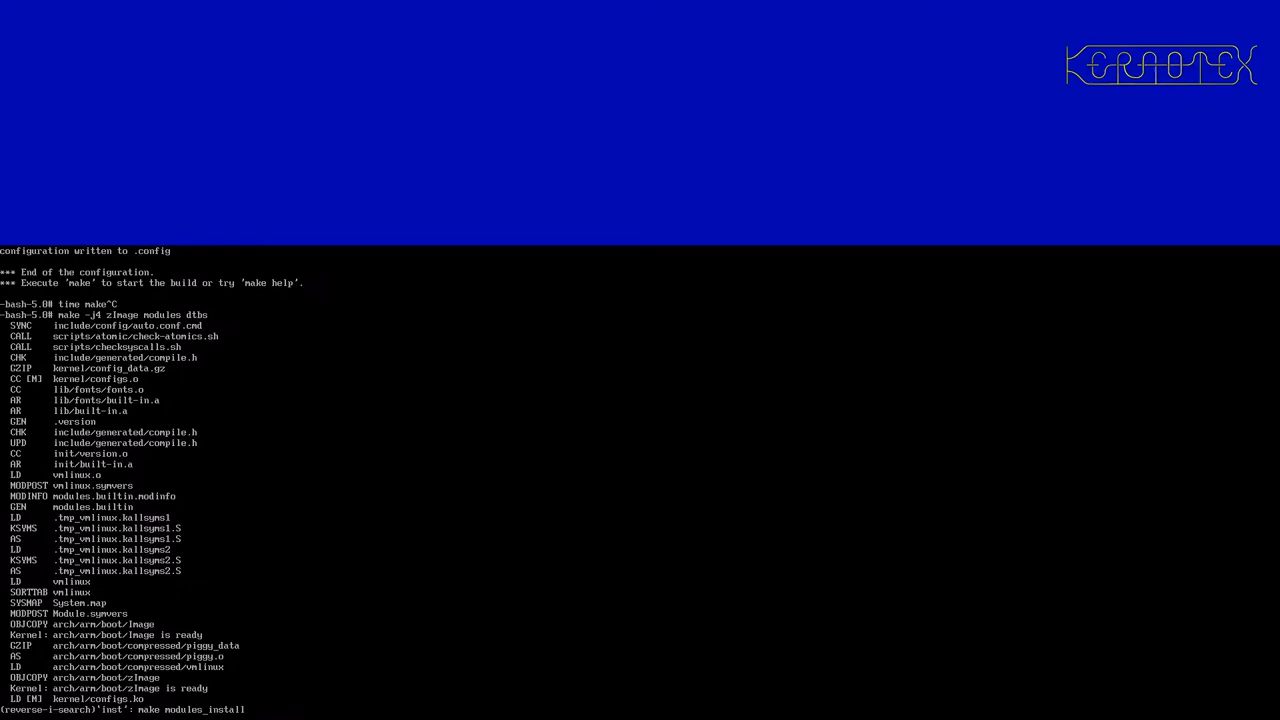 KERAOTEX
configuration written to .config
*** End of the configuration.
*** Execute 'make' to start the build or try 'make help'.
-bash-5.0# time make^C
-bash-5.0# make -j4 zImage modules dtbs
SYNC include/config/auto.conf.cmd
CALL scripts/atomic/check-atomics.sh
CALL scripts/checksyscalls.sh
CHK include/generated/compile.h
GZIP kernel/config_data.gz
CC [M] kernel/configs.o
CC lib/fonts/fonts.o
AR lib/fonts/built-in.a
AR lib/built-in.a
GEN .version
CHK include/generated/compile.h
UPD include/generated/compile.h
CC init/version.o
AR init/built-in.a
LD vmlinux.o
MODPOST vmlinux.symvers
MODINFO modules.builtin.modinfo
GEN modules.builtin
LD .tmp_vmlinux.kallsyms1
KSYMS .tmp_vmlinux.kallsyms1.S
AS .tmp_vmlinux.kallsyms1.S
LD .tmp_vmlinux.kallsyms2
KSYMS .tmp_vmlinux.kallsyms2.S
AS .tmp_vmlinux.kallsyms2.S
LD vmlinux
SORTTAB vmlinux
SYSMAP System.map
MODPOST Module.symvers
OBJCOPY arch/arm/boot/Image
Kernel: arch/arm/boot/Image is ready
GZIP arch/arm/boot/compressed/piggy_data
AS arch/arm/boot/compressed/piggy.o
LD arch/arm/boot/compressed/vmlinux
OBJCOPY arch/arm/boot/zImage
Kernel: arch/arm/boot/zImage is ready
LD [M] kernel/configs.ko
(reverse-i-search)`inst': make modules_install